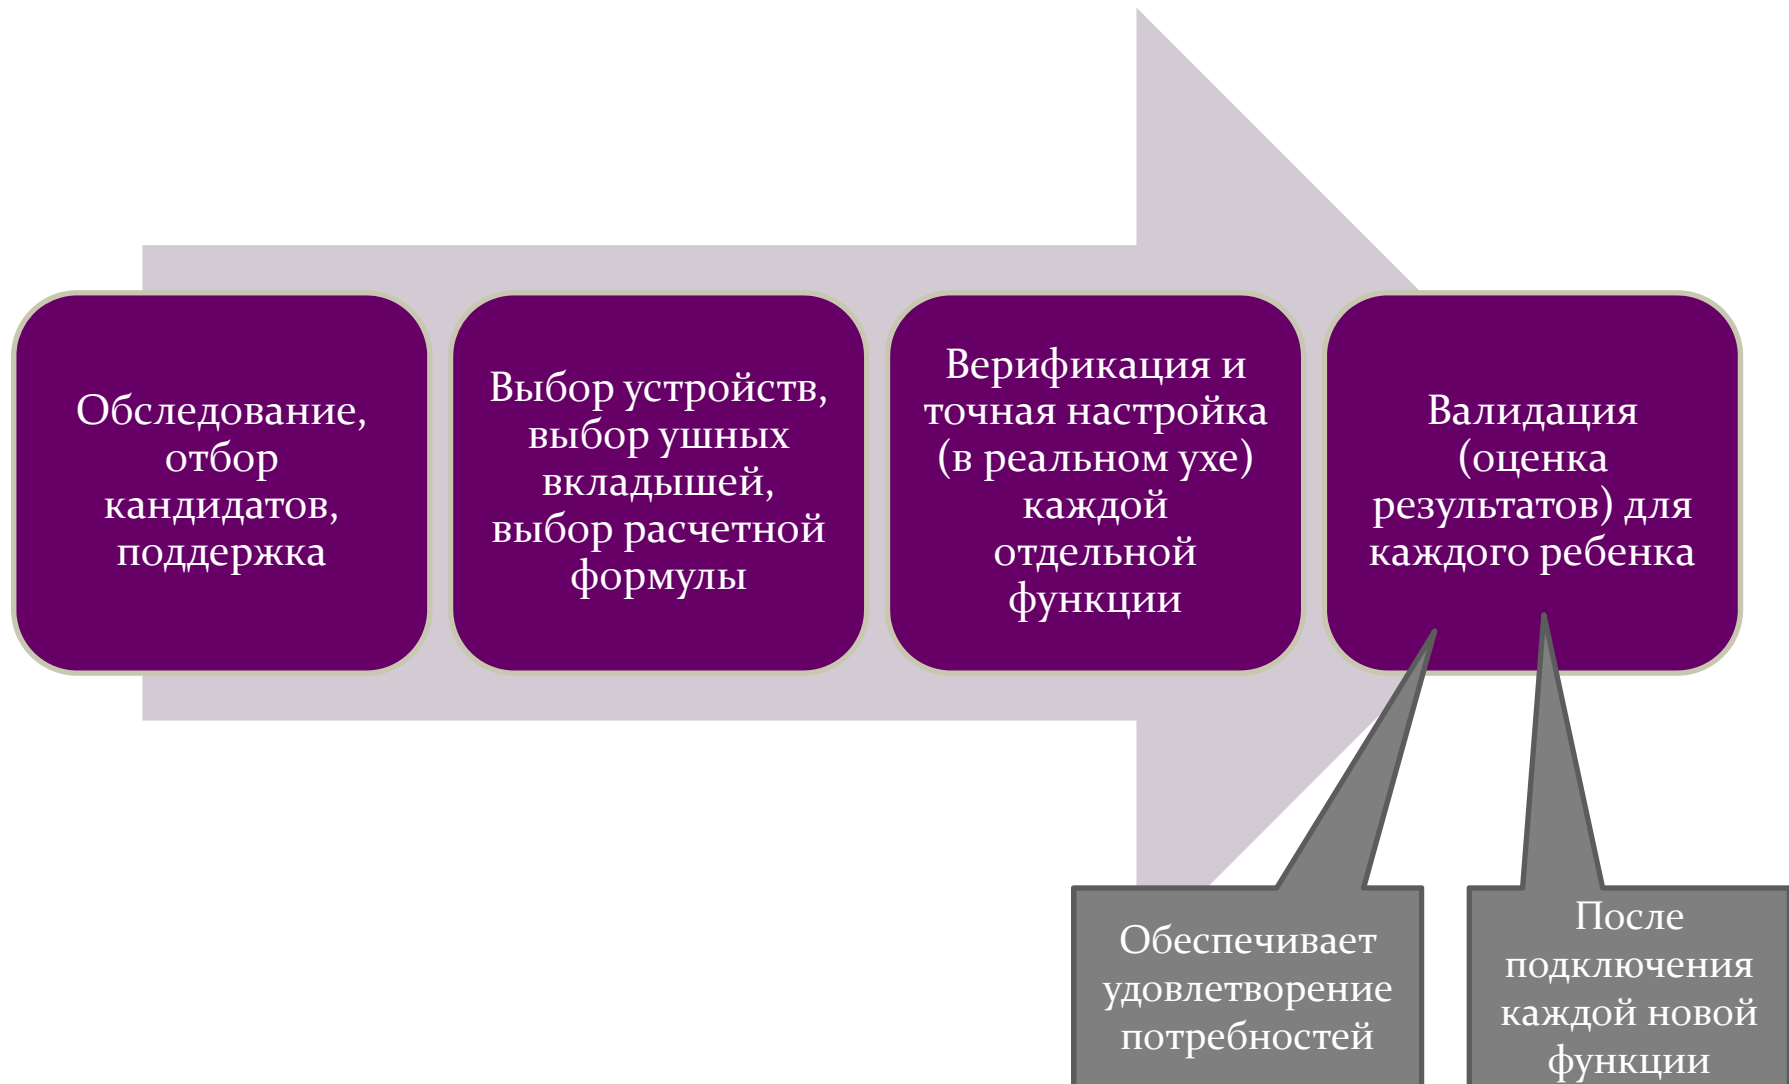 Обследование,
отбор
кандидатов,
поддержка
Выбор устройств,
выбор ушных
вкладышей,
выбор расчетной
формулы
Верификация и
точная настройка
(в реальном ухе)
каждой
отдельной
функции
Валидация
(оценка
результатов) для
каждого ребенка
Обеспечивает
удовлетворение
потребностей
После
подключения
каждой новой
функции